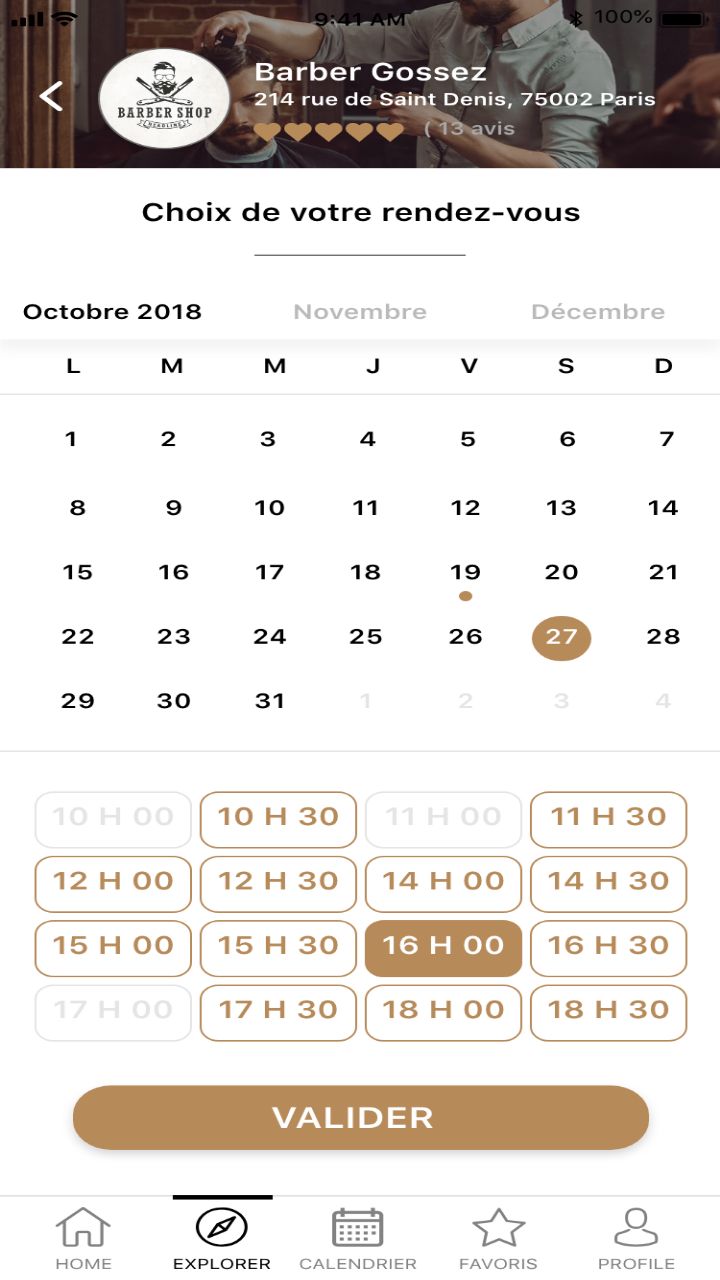 9:41 AM 100%
Barber Gossez
214 rue de Saint Denis, 75002 Paris
( 13 avis
BARBER SHOP
HEADLINE
Choix de votre rendez-vous
Octobre 2018 Novembre Décembre
L M M J V S D
1 2 3 4 5 6 7
8 9 10 11 12 13 14
15 16 17 18 19 20 21
22 23 24 25 26 27 28
29 30 31 1 2 3 4
10 H 00 10 H 30 11 H 00 11 H 30
12 H 00 12 H 30 14 H 00 14 H 30
15 H 00 15 H 30 16 H 00 16 H 30
17 H 00 17 H 30 18 H 00 18 H 30
VALIDER
HOME EXPLORER CALENDRIER FAVORIS PROFILE